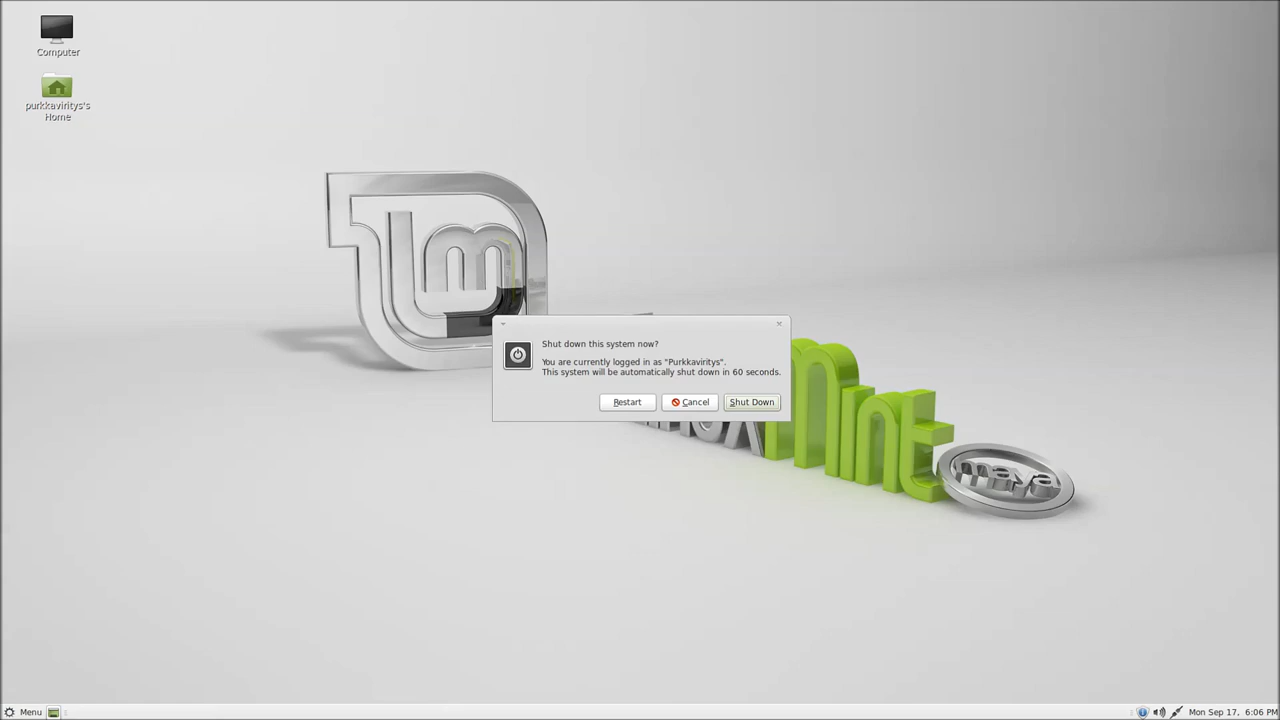 Computer
purkkaviritys's
Home
lm
Shut down this system now?
You are currently logged in as "Purkkaviritys".
This system will be automatically shut down in 60 seconds.
Restart
Cancel
Shut Down
mint
maya
Menu
Mon Sep 17, 6:06 PM